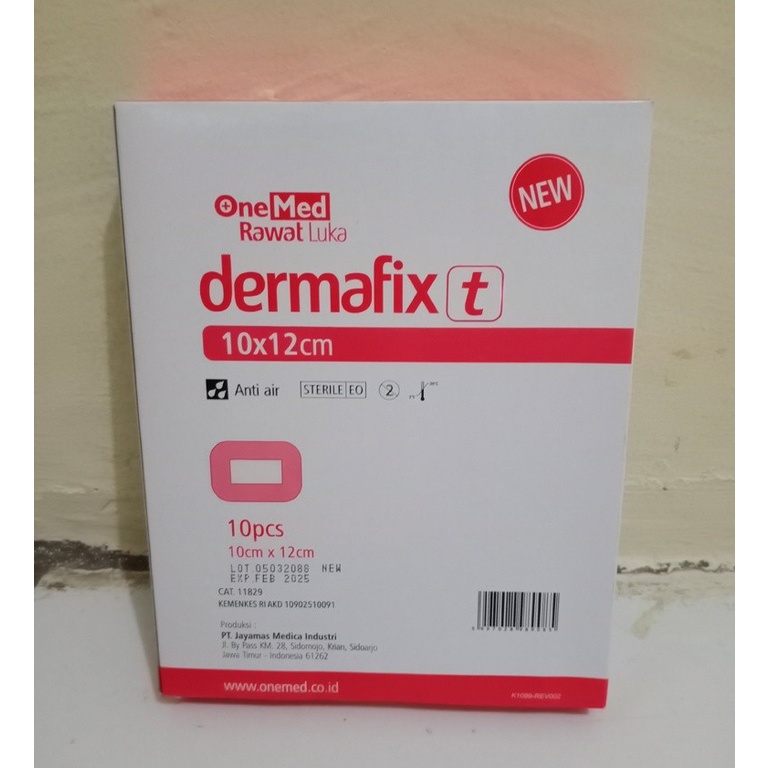 OneMed
Rawat Luka
NEW
dermafix t
10x12cm
Anti air STERILE EO 2
10pcs
10cm x 12cm
LOT 05032088 NEW
EXP.FEB 2025
CAT. 11829
KEMENKES RI AKD 10902510091
Produksi :
PT. Jayamas Medica Industri
Jl. By Pass KM. 28, Sidomojo, Krian, Sidoarjo
Jawa Timur - Indonesia 61262
www.onemed.co.id